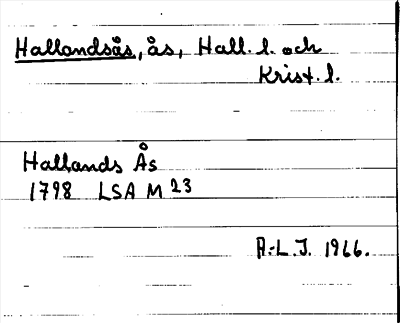 Hallandsås, ås, Hall. l. och
Krist. l.
Hallands Ås
1798 LSA M 23
A.-L. J. 1966.